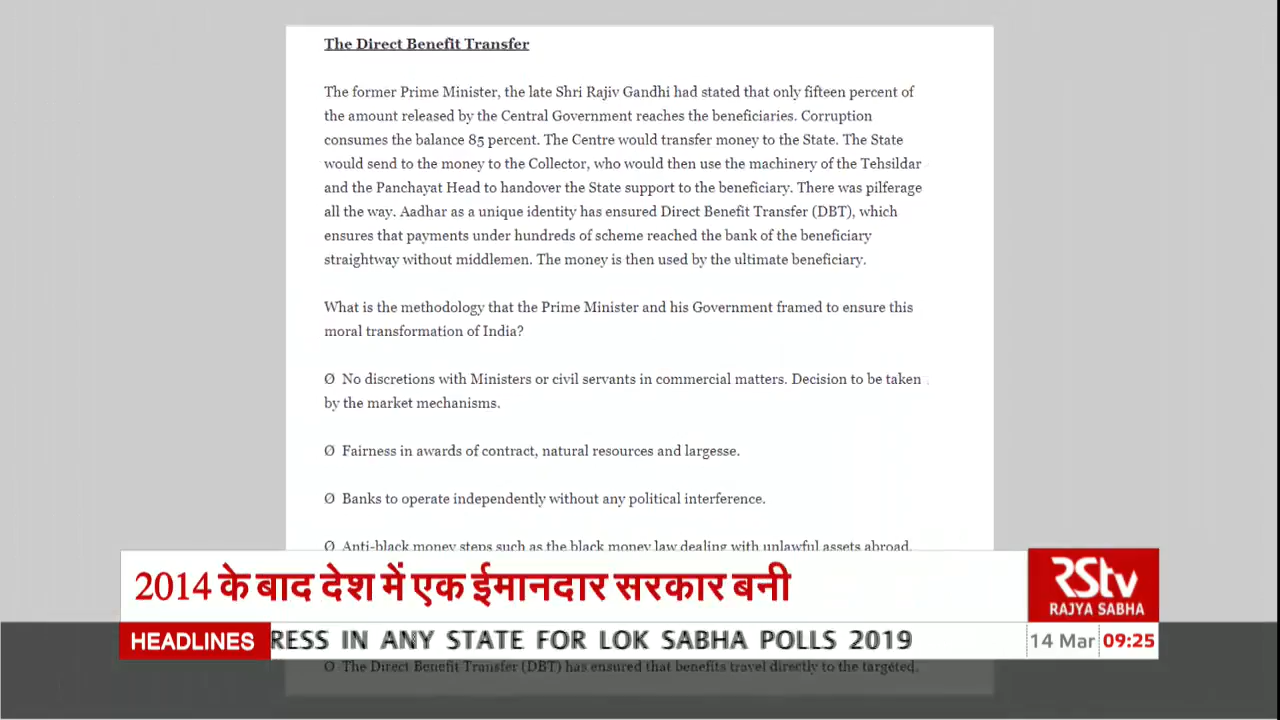 The Direct Benefit Transfer
The former Prime Minister, the late Shri Rajiv Gandhi had stated that only fifteen percent of
the amount released by the Central Government reaches the beneficiaries. Corruption
consumes the balance 85 percent. The Centre would transfer money to the State. The State
would send to the money to the Collector, who would then use the machinery of the Tehsildar
and the Panchayat Head to handover the State support to the beneficiary. There was pilferage
all the way. Aadhar as a unique identity has ensured Direct Benefit Transfer (DBT), which
ensures that payments under hundreds of scheme reached the bank of the beneficiary
straightway without middlemen. The money is then used by the ultimate beneficiary.
What is the methodology that the Prime Minister and his Government framed to ensure this
moral transformation of India?
Ø No discretions with Ministers or civil servants in commercial matters. Decision to be taken
by the market mechanisms.
Ø Fairness in awards of contract, natural resources and largesse.
Ø Banks to operate independently without any political interference.
Ø Anti-black money steps such as the black money law dealing with unlawful assets abroad,
2014 के बाद देश में एक ईमानदार सरकार बनी
RStv
RAJYA SABHA
HEADLINES RESS IN ANY STATE FOR LOK SABHA POLLS 2019
14 Mar 09:25
Ø The Direct Benefit Transfer (DBT) has ensured that benefits travel directly to the targeted.